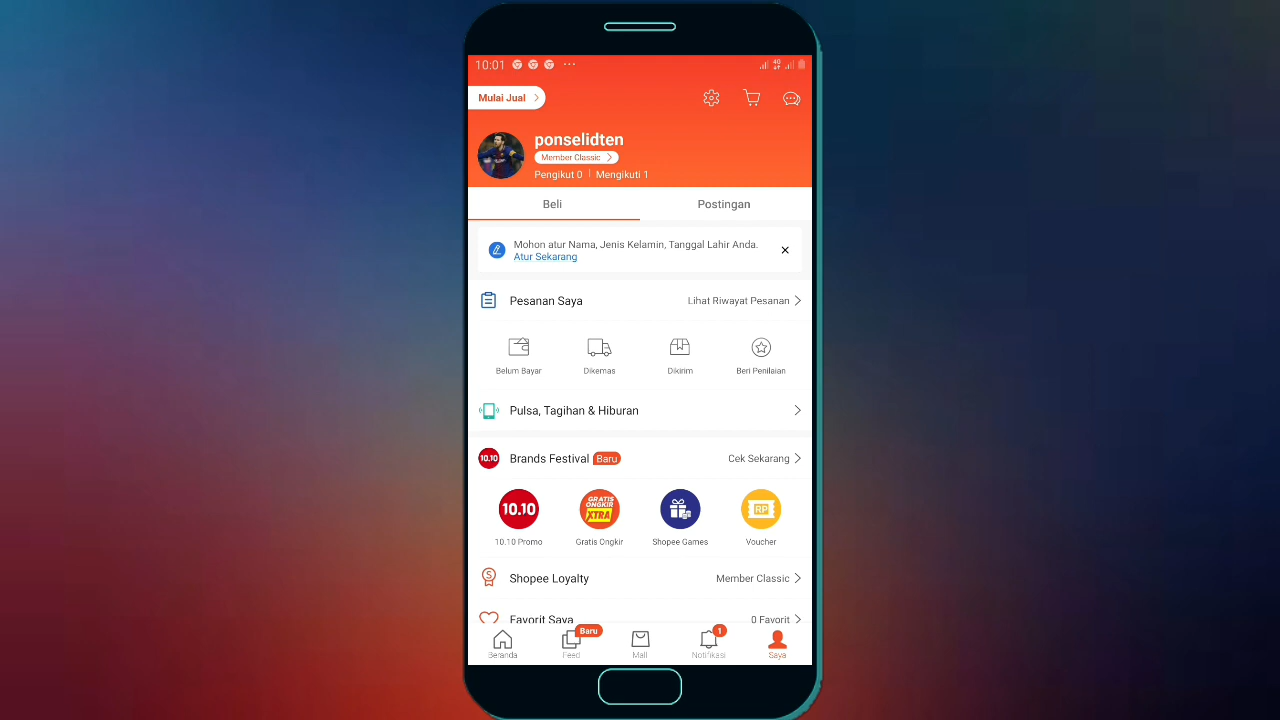 10:01
4G
Mulai Jual
ponselidten
Member Classic
Pengikut 0 Mengikuti 1
Beli Postingan
Mohon atur Nama, Jenis Kelamin, Tanggal Lahir Anda.
Atur Sekarang
Pesanan Saya Lihat Riwayat Pesanan
Belum Bayar Dikemas Dikirim Beri Penilaian
Pulsa, Tagihan & Hiburan
10.10 Brands Festival Baru Cek Sekarang
10.10 GRATIS ONGKIR XTRA RP
10.10 Promo Gratis Ongkir Shopee Games Voucher
Shopee Loyalty Member Classic
Favorit Saya 0 Favorit
Baru 1
Beranda Feed Mall Notifikasi Saya